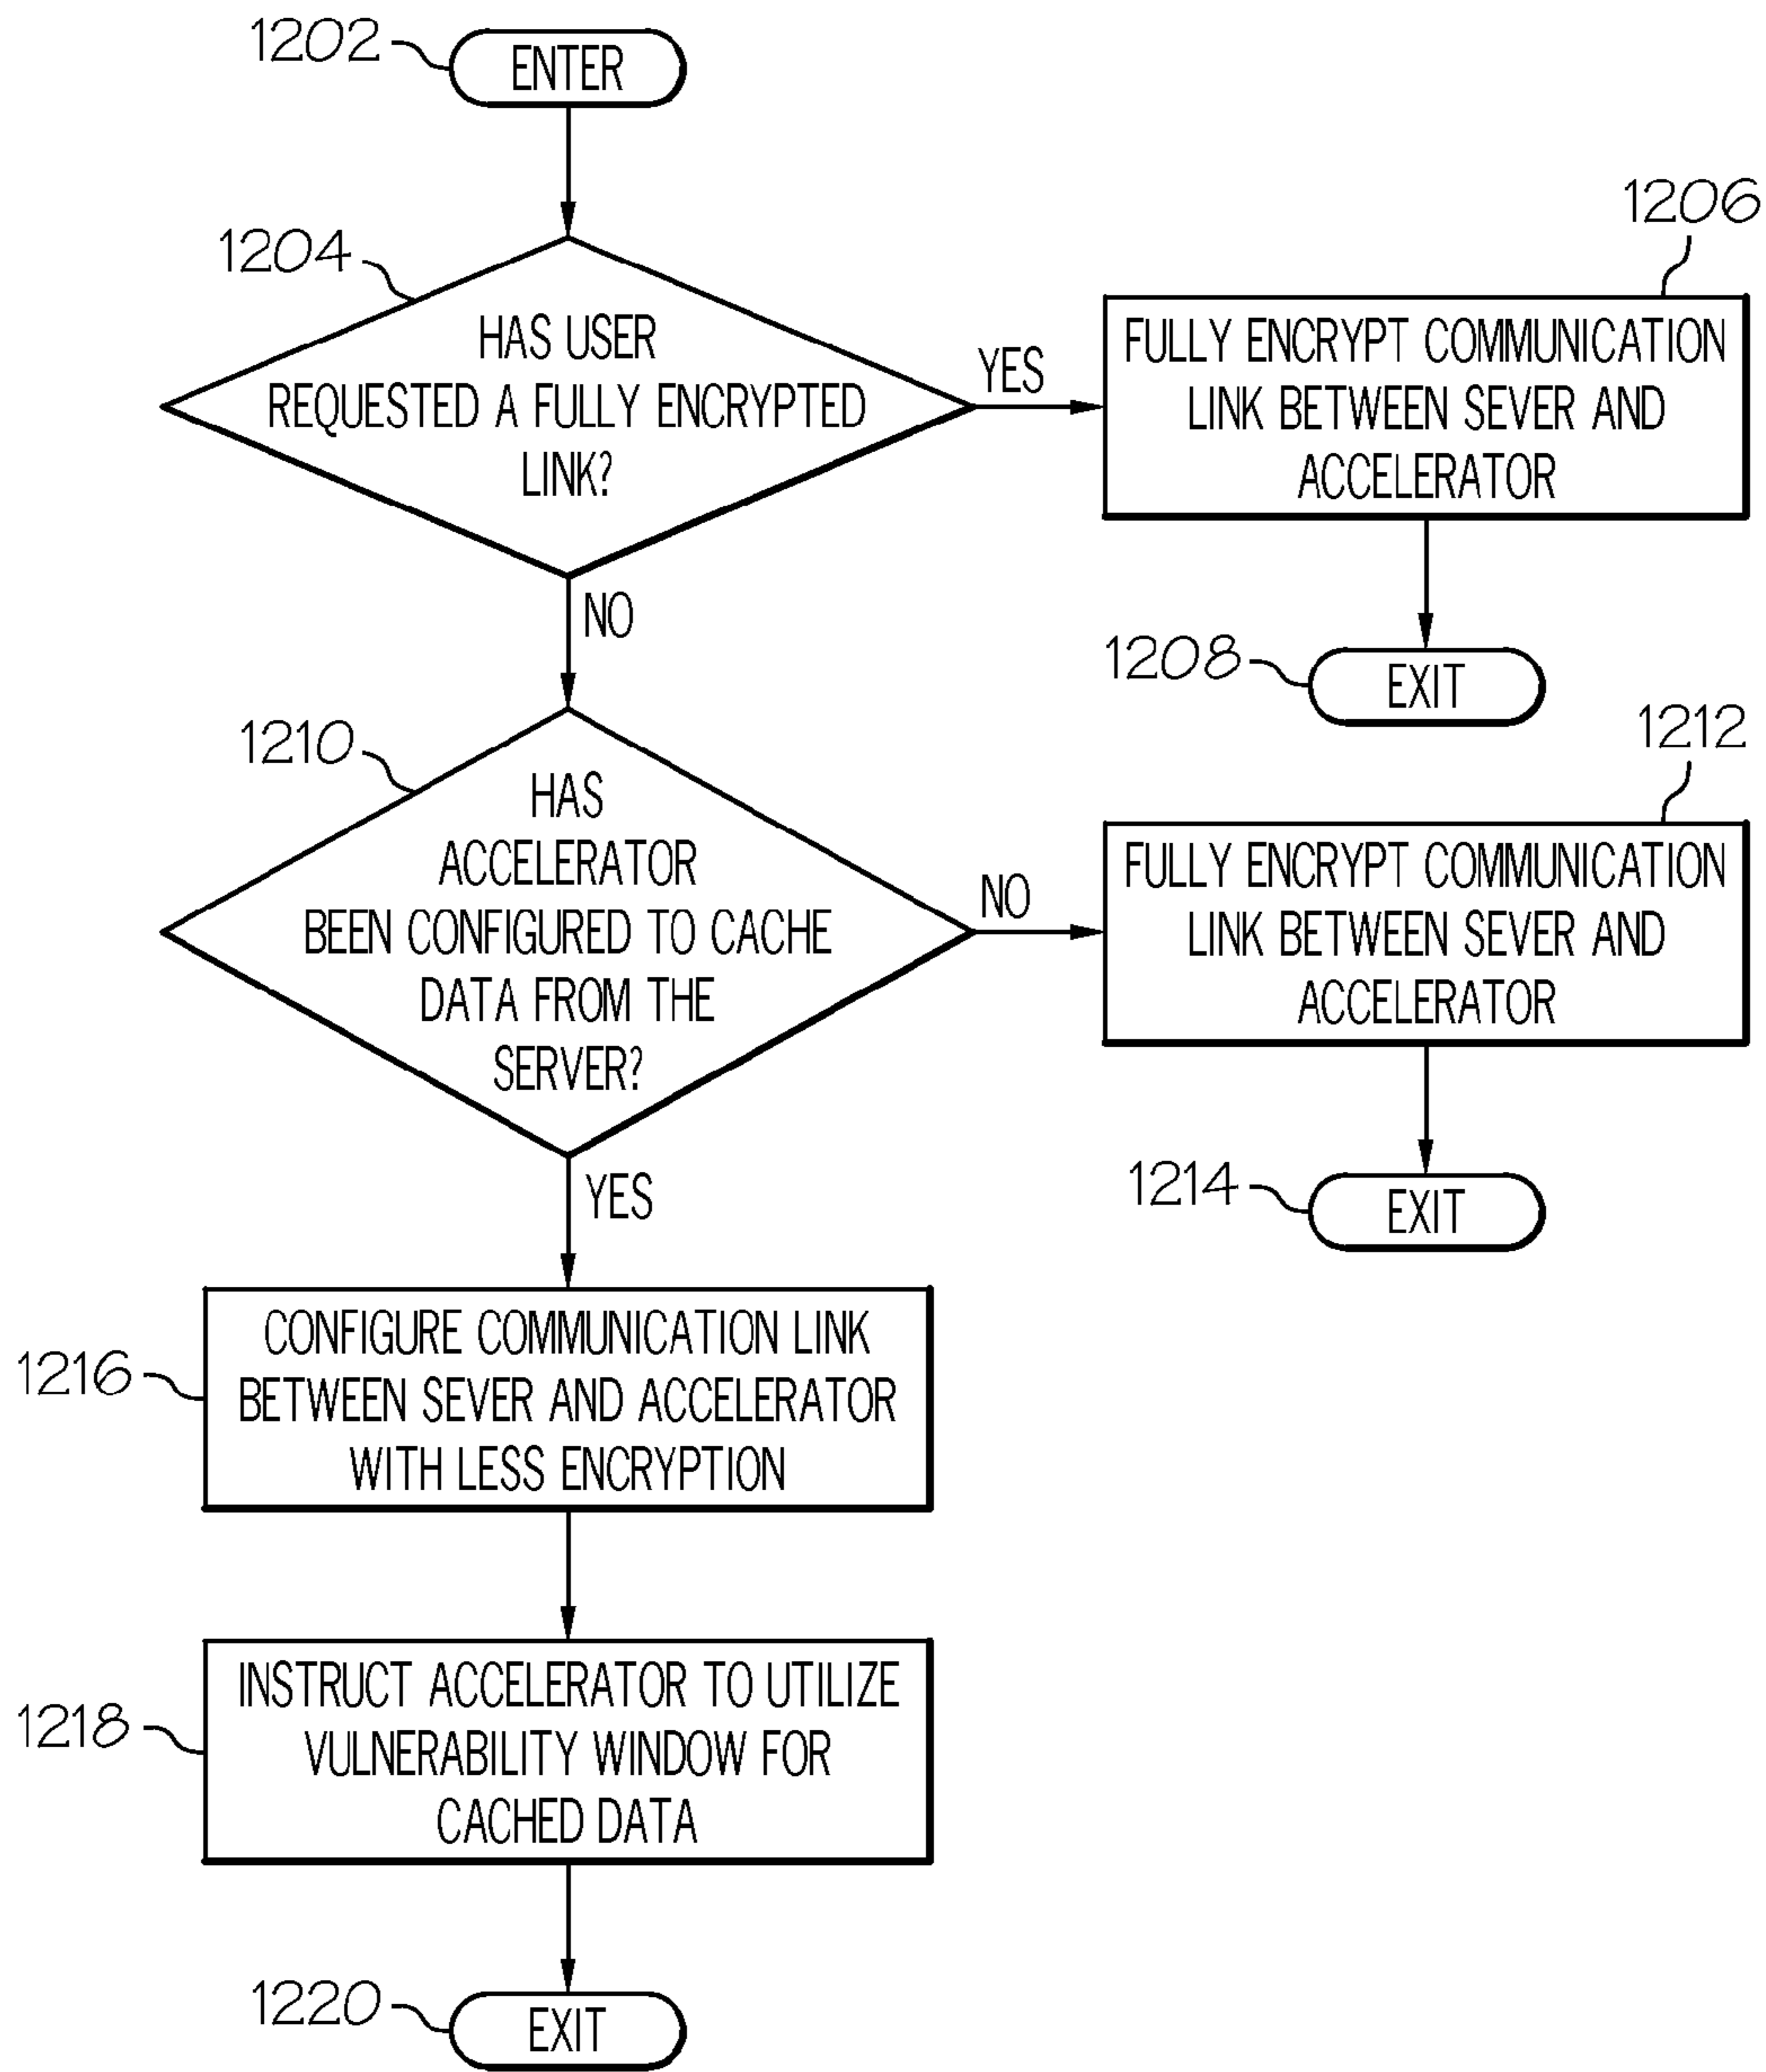 1202
ENTER
1204
HAS USER
REQUESTED A FULLY ENCRYPTED
LINK?
YES
1206
FULLY ENCRYPT COMMUNICATION
LINK BETWEEN SEVER AND
ACCELERATOR
1208
EXIT
NO
1210
HAS
ACCELERATOR
BEEN CONFIGURED TO CACHE
DATA FROM THE
SERVER?
NO
1212
FULLY ENCRYPT COMMUNICATION
LINK BETWEEN SEVER AND
ACCELERATOR
1214
EXIT
YES
1216
CONFIGURE COMMUNICATION LINK
BETWEEN SEVER AND ACCELERATOR
WITH LESS ENCRYPTION
1218
INSTRUCT ACCELERATOR TO UTILIZE
VULNERABILITY WINDOW FOR
CACHED DATA
1220
EXIT